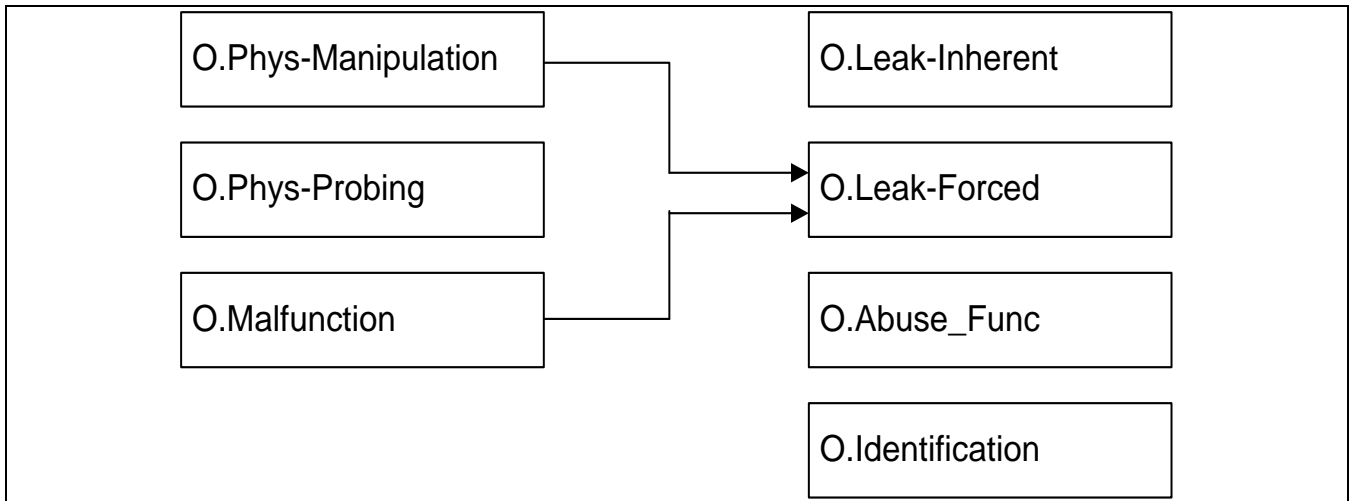 O.Phys-Manipulation
O.Leak-Inherent
O.Phys-Probing
O.Leak-Forced
O.Malfunction
O.Abuse_Func
O.Identification